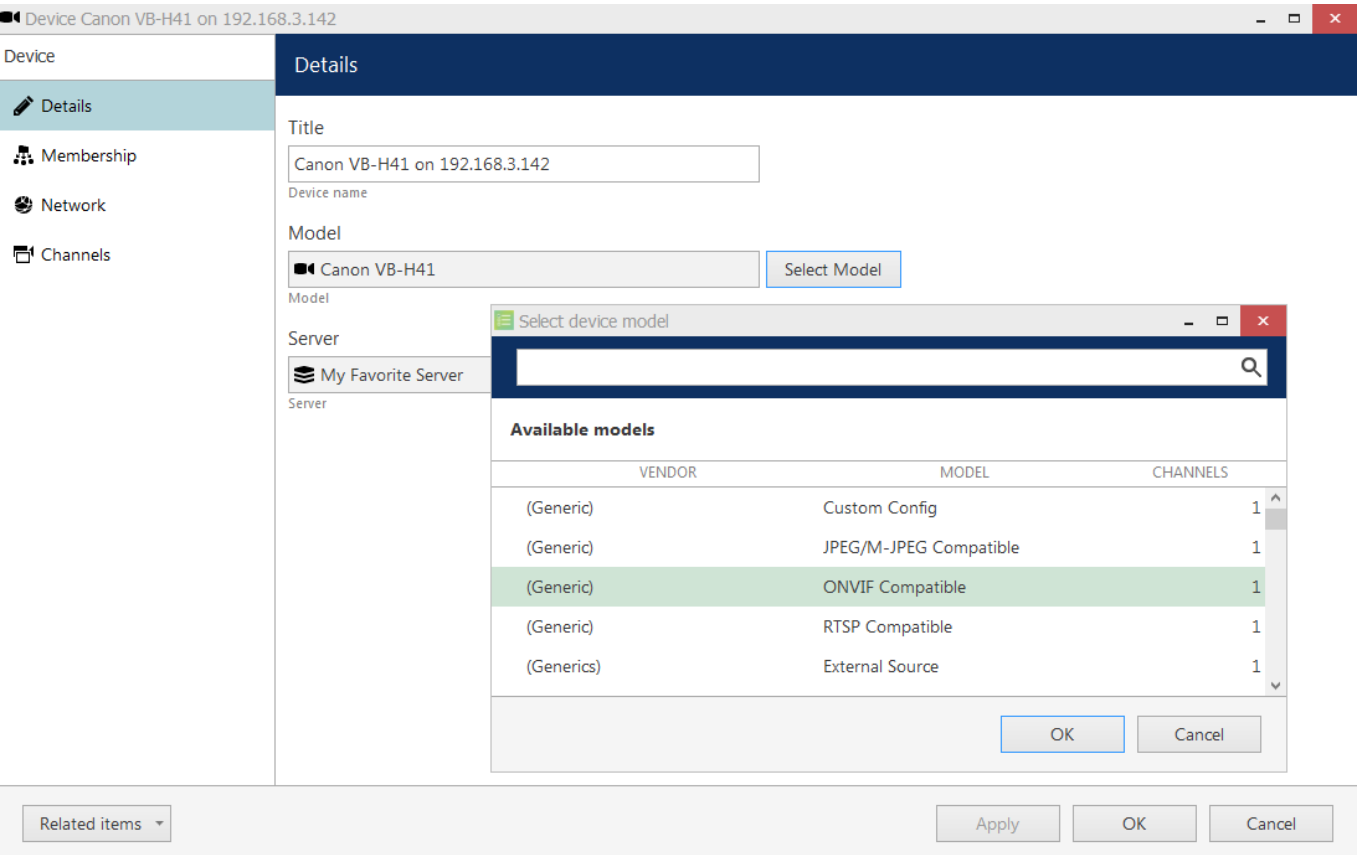 Device Canon VB-H41 on 192.168.3.142
Device
Details
Membership
Network
Channels
Details
Title
Canon VB-H41 on 192.168.3.142
Device name
Model
Canon VB-H41
Select Model
Model
Server
My Favorite Server
Server
Select device model
Available models
VENDOR MODEL CHANNELS
(Generic) Custom Config 1
(Generic) JPEG/M-JPEG Compatible 1
(Generic) ONVIF Compatible 1
(Generic) RTSP Compatible 1
(Generics) External Source 1
OK Cancel
Related items Apply OK Cancel